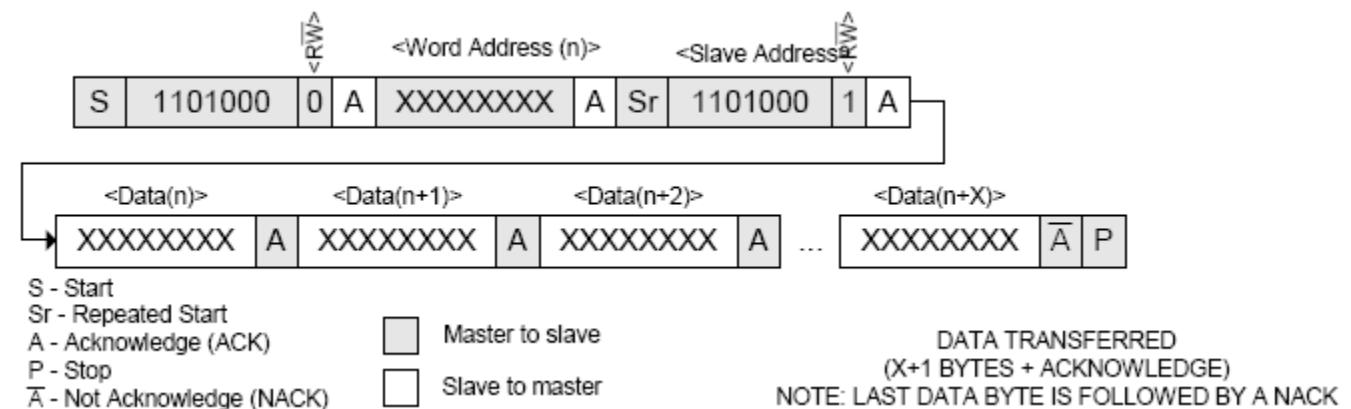 <RW̅> <Word Address (n)> <Slave Address> <RW̅>
S 1101000 0 A XXXXXXXX A Sr 1101000 1 A
<Data(n)> <Data(n+1)> <Data(n+2)> <Data(n+X)>
XXXXXXXX A XXXXXXXX A XXXXXXXX A ... XXXXXXXX A̅ P
S - Start
Sr - Repeated Start
A - Acknowledge (ACK)
P - Stop
A̅ - Not Acknowledge (NACK)
Master to slave
Slave to master
DATA TRANSFERRED
(X+1 BYTES + ACKNOWLEDGE)
NOTE: LAST DATA BYTE IS FOLLOWED BY A NACK